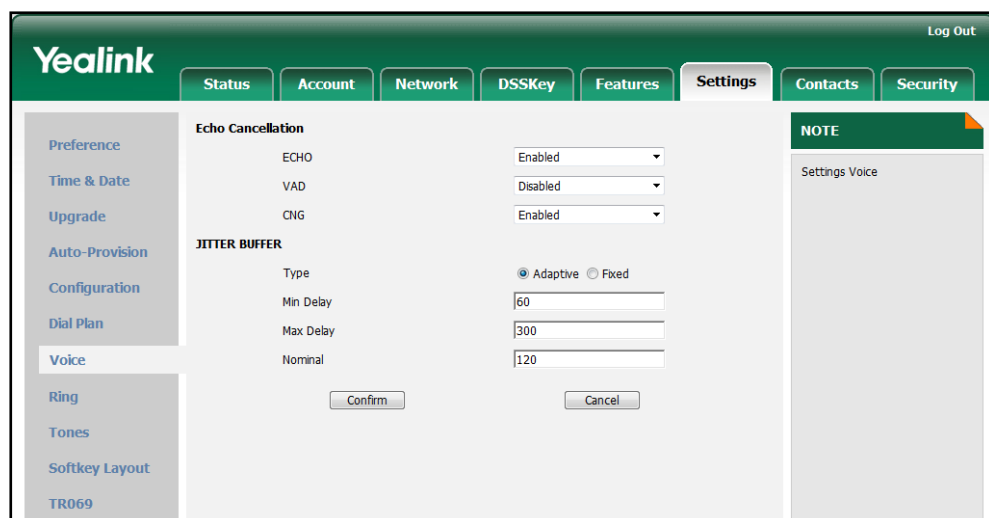 Log Out
Yealink
Status Account Network DSSKey Features Settings Contacts Security
Preference
Time & Date
Upgrade
Auto-Provision
Configuration
Dial Plan
Voice
Ring
Tones
Softkey Layout
TR069
Echo Cancellation
ECHO Enabled
VAD Disabled
CNG Enabled
JITTER BUFFER
Type Adaptive Fixed
Min Delay 60
Max Delay 300
Nominal 120
Confirm Cancel
NOTE
Settings Voice